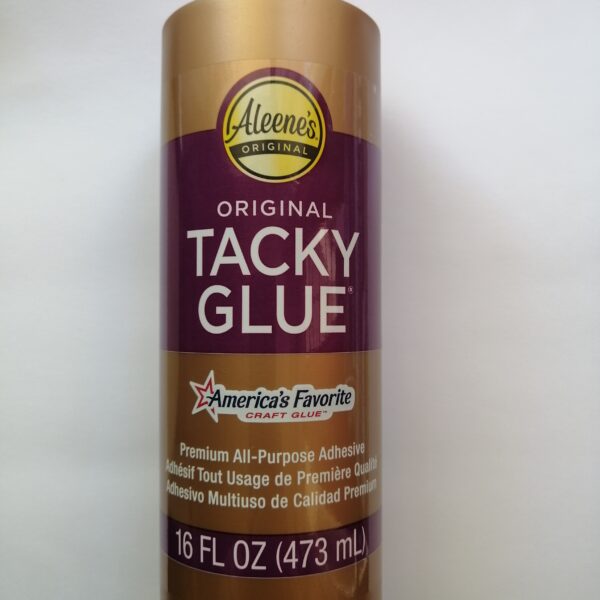 Aleene's
ORIGINAL
ORIGINAL
TACKY
GLUE®
America's Favorite
CRAFT GLUE™
Premium All-Purpose Adhesive
Adhésif Tout Usage de Première Qualité
Adhesivo Multiuso de Calidad Premium
16 FL OZ (473 mL)